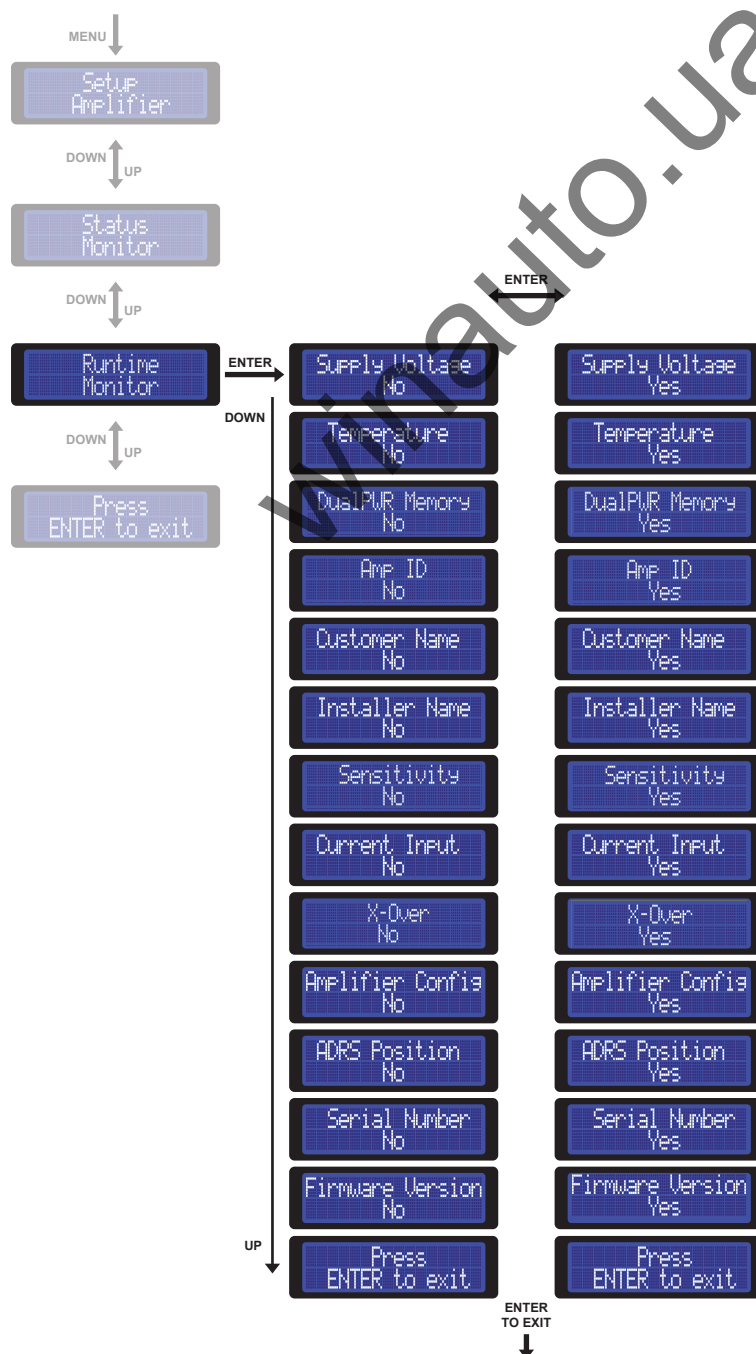 MENU
Setup
Amplifier
DOWN
UP
Status
Monitor
DOWN
UP
Runtime
Monitor
ENTER
DOWN
DOWN
UP
Press
ENTER to exit
ENTER
Supply Voltage
No
Supply Voltage
Yes
Temperature
No
Temperature
Yes
DualPWR Memory
No
DualPWR Memory
Yes
Amp ID
No
Amp ID
Yes
Customer Name
No
Customer Name
Yes
Installer Name
No
Installer Name
Yes
Sensitivity
No
Sensitivity
Yes
Current Input
No
Current Input
Yes
X-Over
No
X-Over
Yes
Amplifier Config
No
Amplifier Config
Yes
ADRS Position
No
ADRS Position
Yes
Serial Number
No
Serial Number
Yes
Firmware Version
No
Firmware Version
Yes
UP
Press
ENTER to exit
Press
ENTER to exit
ENTER
TO EXIT
winauto.ua